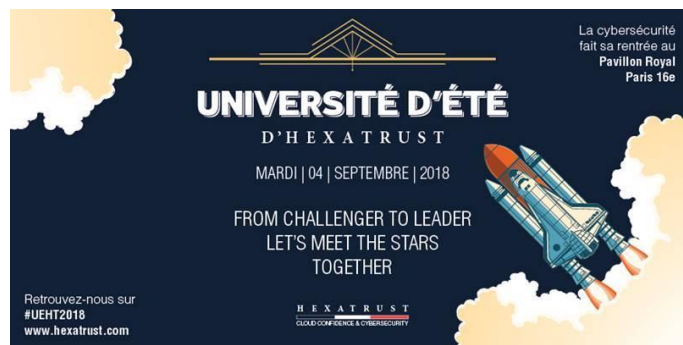 La cybersécurité
fait sa rentrée au
Pavillon Royal
Paris 16e
UNIVERSITÉ D'ÉTÉ
D'HEXATRUST
MARDI | 04 | SEPTEMBRE | 2018
FROM CHALLENGER TO LEADER
LET'S MEET THE STARS
TOGETHER
Retrouvez-nous sur
#UEHT2018
www.hexatrust.com
HEXATRUST
CLOUD CONFIDENCE & CYBERSECURITY